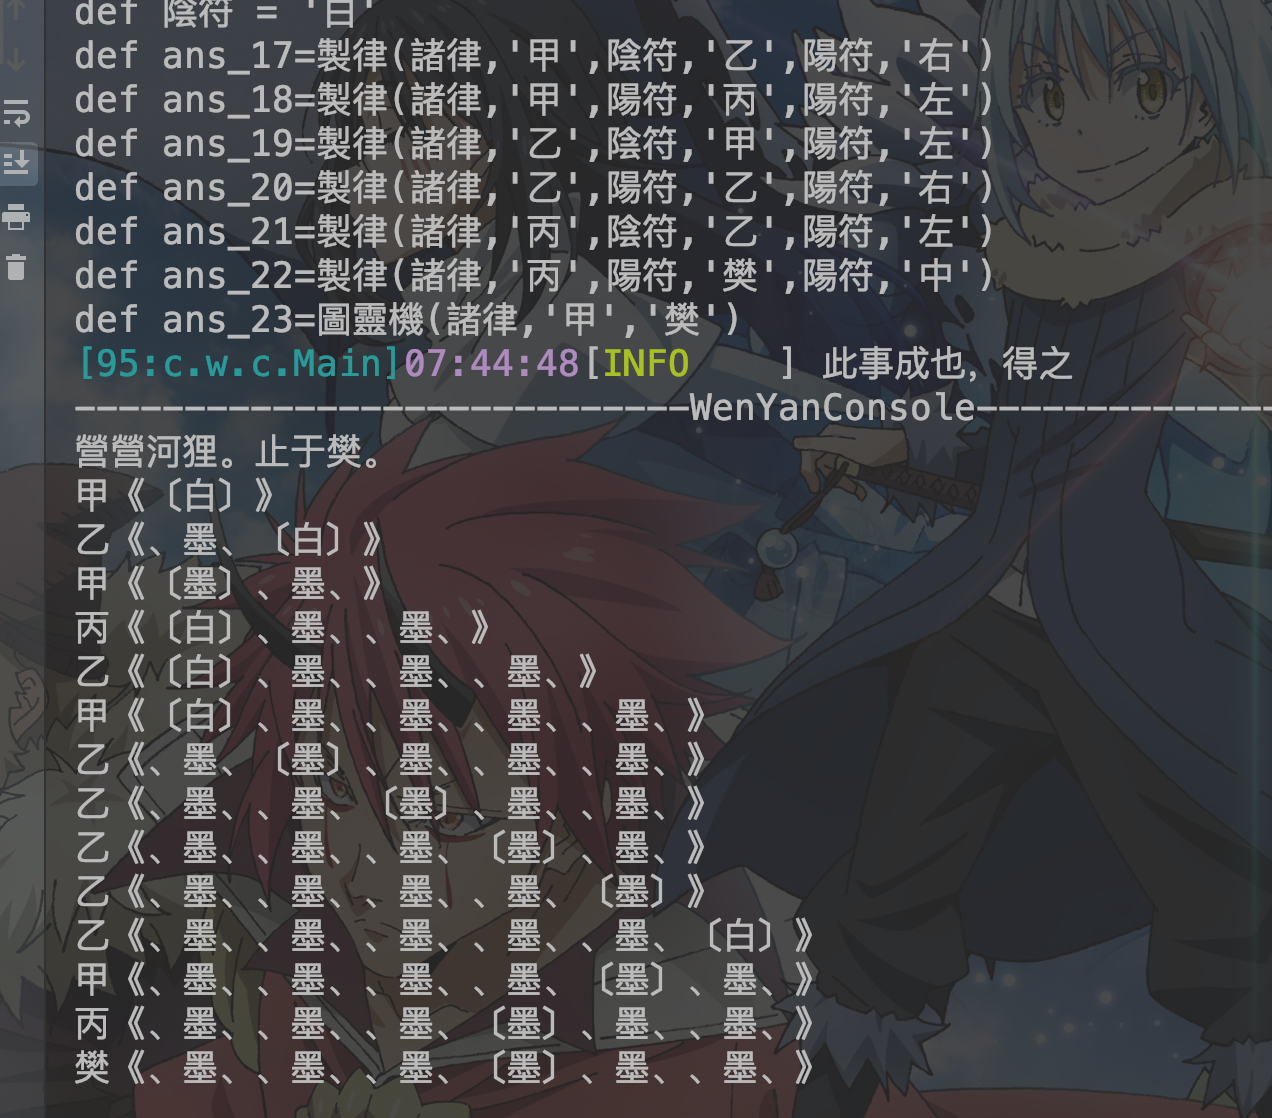 def 陰符 = '白'
def ans_17=製律(諸律,'甲',陰符,'乙',陽符,'右')
def ans_18=製律(諸律,'甲',陽符,'丙',陽符,'左')
def ans_19=製律(諸律,'乙',陰符,'甲',陽符,'左')
def ans_20=製律(諸律,'乙',陽符,'乙',陽符,'右')
def ans_21=製律(諸律,'丙',陰符,'乙',陽符,'左')
def ans_22=製律(諸律,'丙',陽符,'樊',陽符,'中')
def ans_23=圖靈機(諸律,'甲','樊')
[95:c.w.c.Main]07:44:48[INFO    ] 此事成也，得之
----------------------------WenYanConsole--------------
營營河狸。止于樊。
甲《〔白〕》
乙《、墨、〔白〕》
甲《〔墨〕、墨、》
丙《〔白〕、墨、、墨、》
乙《〔白〕、墨、、墨、、墨、》
甲《〔白〕、墨、、墨、、墨、、墨、》
乙《、墨、〔墨〕、墨、、墨、、墨、》
乙《、墨、、墨、〔墨〕、墨、、墨、》
乙《、墨、、墨、、墨、〔墨〕、墨、》
乙《、墨、、墨、、墨、、墨、〔墨〕》
乙《、墨、、墨、、墨、、墨、、墨、〔白〕》
甲《、墨、、墨、、墨、、墨、〔墨〕、墨、》
丙《、墨、、墨、、墨、〔墨〕、墨、、墨、》
樊《、墨、、墨、、墨、〔墨〕、墨、、墨、》